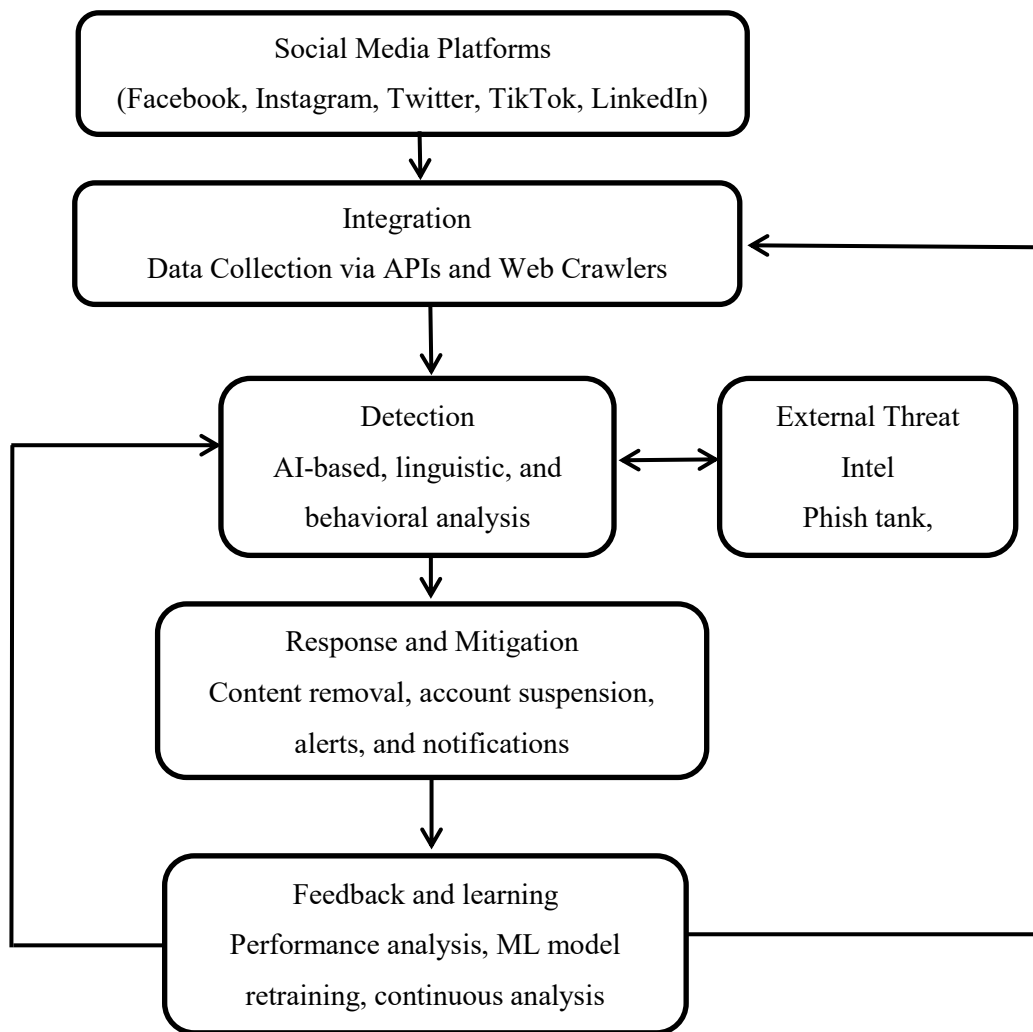 Social Media Platforms
(Facebook, Instagram, Twitter, TikTok, LinkedIn)
Integration
Data Collection via APIs and Web Crawlers
Detection
AI-based, linguistic, and
behavioral analysis
External Threat
Intel
Phish tank,
Response and Mitigation
Content removal, account suspension,
alerts, and notifications
Feedback and learning
Performance analysis, ML model
retraining, continuous analysis